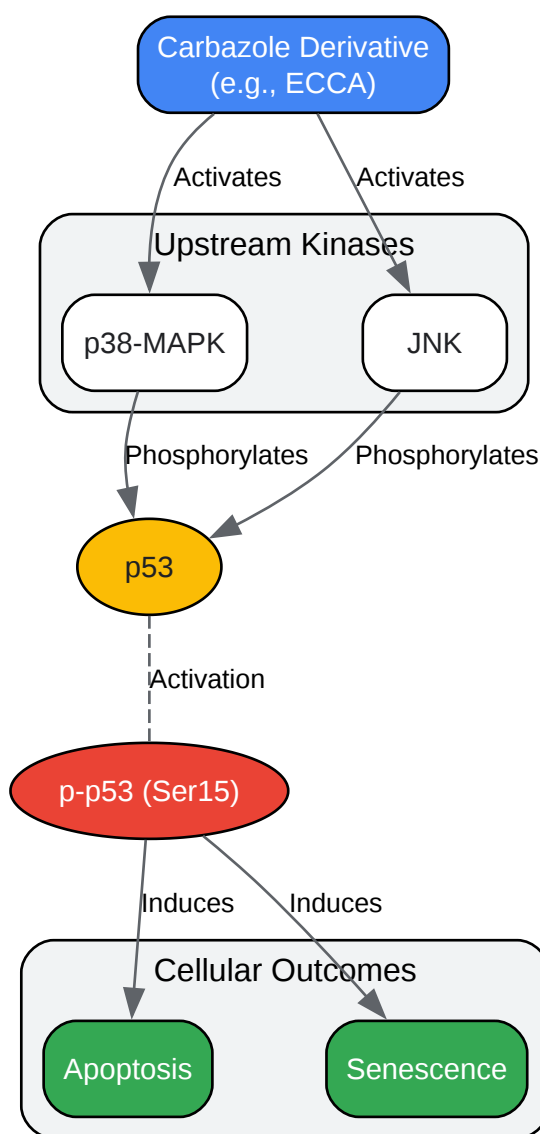 Carbazole Derivative
(e.g., ECCA)
Activates
Activates
Upstream Kinases
p38-MAPK
JNK
Phosphorylates
Phosphorylates
p53
Activation
p-p53 (Ser15)
Induces
Induces
Cellular Outcomes
Apoptosis
Senescence